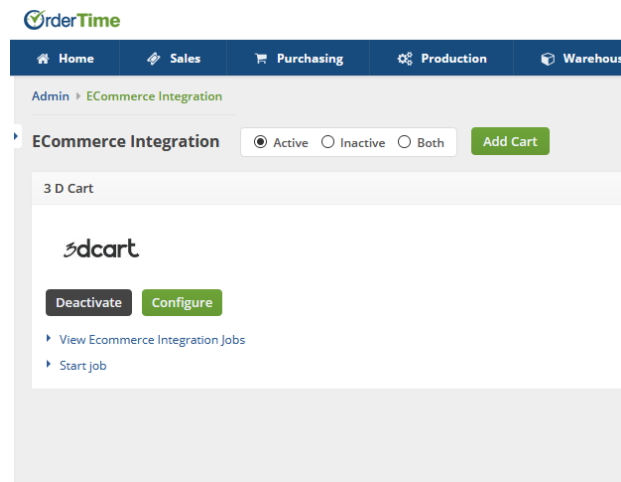 OrderTime
Home Sales Purchasing Production Warehous
Admin ECommerce Integration
ECommerce Integration Active Inactive Both Add Cart
3 D Cart
3dcart
Deactivate Configure
View Ecommerce Integration Jobs
Start job